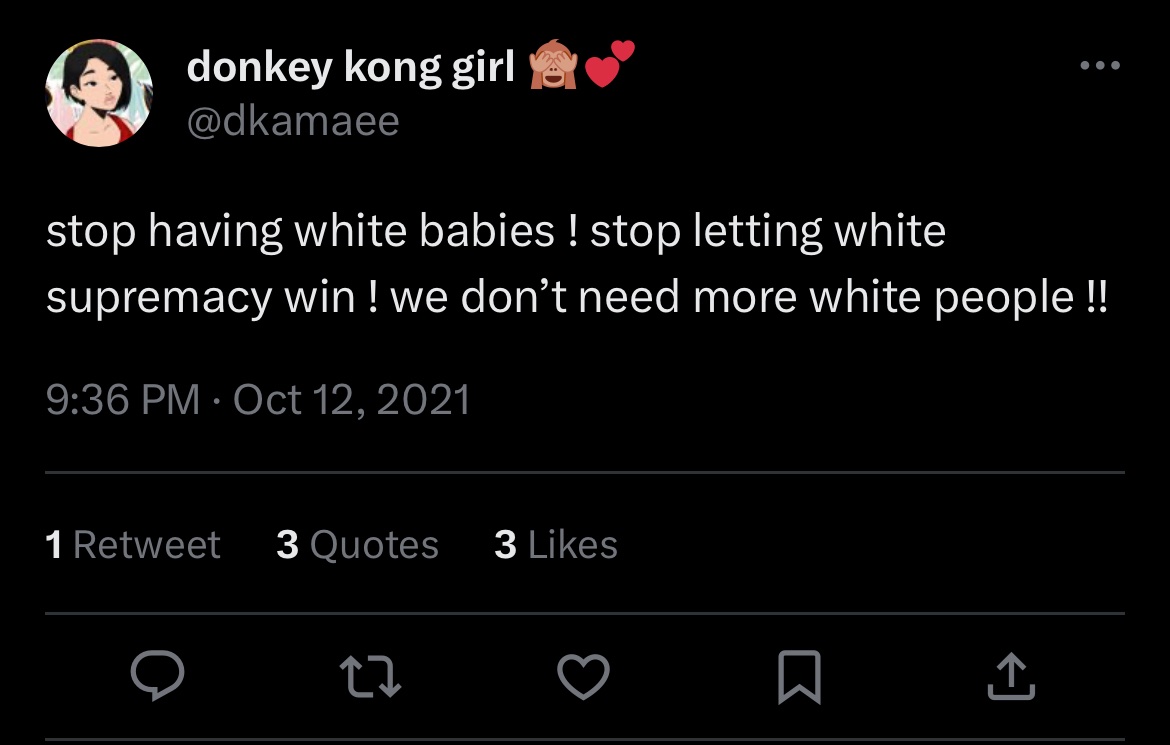 donkey kong girl 🙈💕
@dkamaee
stop having white babies ! stop letting white
supremacy win ! we don’t need more white people !!
9:36 PM · Oct 12, 2021
1 Retweet 3 Quotes 3 Likes